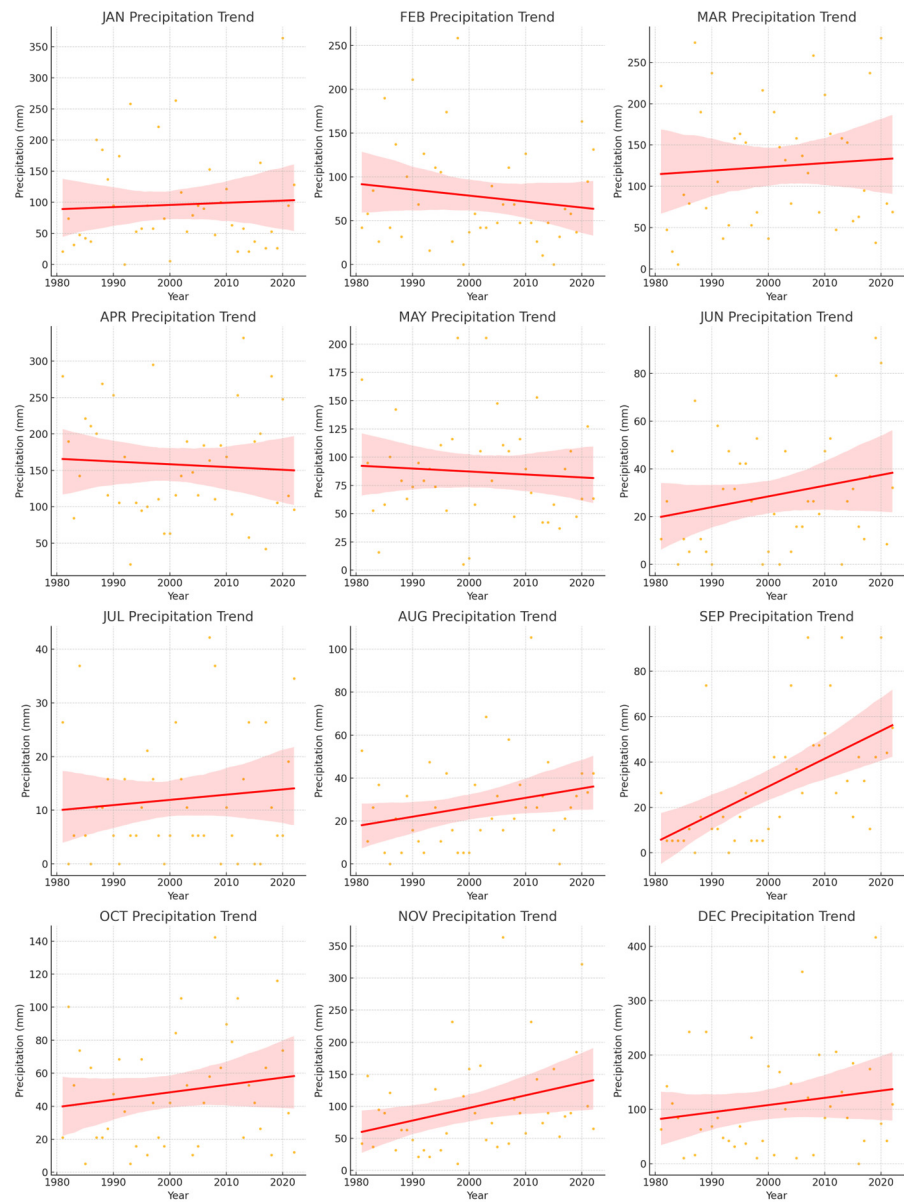 JAN Precipitation Trend
FEB Precipitation Trend
MAR Precipitation Trend
Precipitation (mm)
350
300
250
200
150
100
50
0
Precipitation (mm)
250
200
150
100
50
0
Precipitation (mm)
250
200
150
100
50
0
1980 1990 2000 2010 2020
1980 1990 2000 2010 2020
1980 1990 2000 2010 2020
Year
Year
Year
APR Precipitation Trend
MAY Precipitation Trend
JUN Precipitation Trend
Precipitation (mm)
300
250
200
150
100
50
Precipitation (mm)
200
175
150
125
100
75
50
25
0
Precipitation (mm)
80
60
40
20
0
1980 1990 2000 2010 2020
1980 1990 2000 2010 2020
1980 1990 2000 2010 2020
Year
Year
Year
JUL Precipitation Trend
AUG Precipitation Trend
SEP Precipitation Trend
Precipitation (mm)
40
30
20
10
0
Precipitation (mm)
100
80
60
40
20
0
Precipitation (mm)
100
80
60
40
20
0
1980 1990 2000 2010 2020
1980 1990 2000 2010 2020
1980 1990 2000 2010 2020
Year
Year
Year
OCT Precipitation Trend
NOV Precipitation Trend
DEC Precipitation Trend
Precipitation (mm)
140
120
100
80
60
40
20
0
Precipitation (mm)
350
300
250
200
150
100
50
0
Precipitation (mm)
400
300
200
100
0
1980 1990 2000 2010 2020
1980 1990 2000 2010 2020
1980 1990 2000 2010 2020
Year
Year
Year